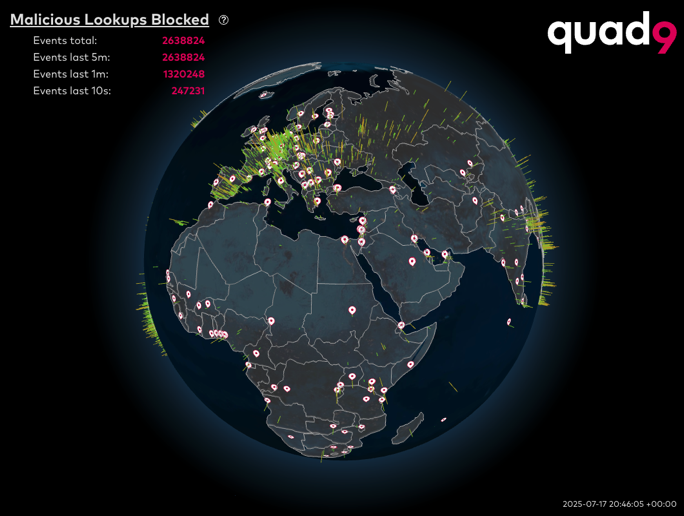 Malicious Lookups Blocked ?
quad9
Events total: 2638824
Events last 5m: 2638824
Events last 1m: 1320248
Events last 10s: 247231
2025-07-17 20:46:05 +00:00